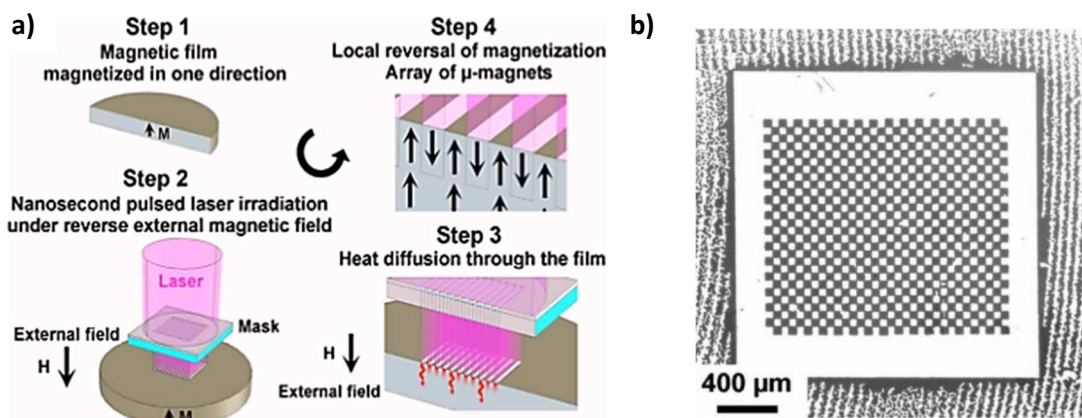 a)
Step 1
Magnetic film
magnetized in one direction
M
Step 2
Nanosecond pulsed laser irradiation
under reverse external magnetic field
Laser
Mask
External field
H
M
Step 4
Local reversal of magnetization
Array of µ-magnets
Step 3
Heat diffusion through the film
H
External field
b)
400 µm